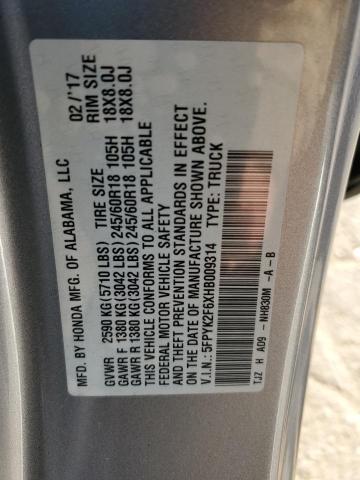 MFD. BY HONDA MFG. OF ALABAMA, LLC 02/'17
GVWR 2590 KG(5710 LBS) TIRE SIZE RIM SIZE
GAWR F 1380 KG(3042 LBS) 245/60R18 105H 18X8.0J
GAWR R 1380 KG(3042 LBS) 245/60R18 105H 18X8.0J
THIS VEHICLE CONFORMS TO ALL APPLICABLE
FEDERAL MOTOR VEHICLE SAFETY
AND THEFT PREVENTION STANDARDS IN EFFECT
ON THE DATE OF MANUFACTURE SHOWN ABOVE.
V.I.N.: 5FPYK2F6XHB009314 TYPE: TRUCK
TJZ H AD9 - NH830M -A -B